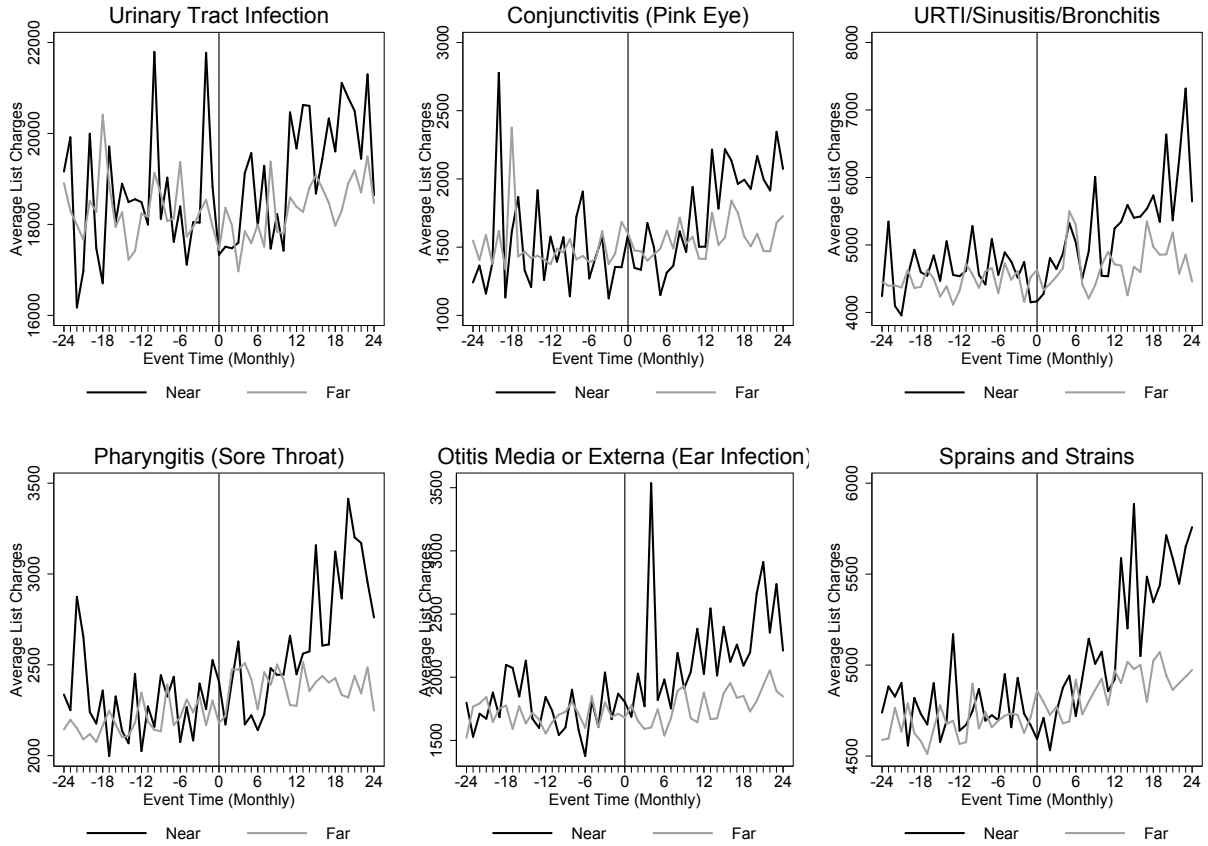 Urinary Tract Infection
Average List Charges
22000
20000
18000
16000
-24 -18 -12 -6 0 6 12 18 24
Event Time (Monthly)
Near Far
Conjunctivitis (Pink Eye)
Average List Charges
3000
2500
2000
1500
1000
-24 -18 -12 -6 0 6 12 18 24
Event Time (Monthly)
Near Far
URTI/Sinusitis/Bronchitis
Average List Charges
8000
7000
6000
5000
4000
-24 -18 -12 -6 0 6 12 18 24
Event Time (Monthly)
Near Far
Pharyngitis (Sore Throat)
Average List Charges
3500
3000
2500
2000
-24 -18 -12 -6 0 6 12 18 24
Event Time (Monthly)
Near Far
Otitis Media or Externa (Ear Infection)
Average List Charges
3500
3000
2500
2000
1500
-24 -18 -12 -6 0 6 12 18 24
Event Time (Monthly)
Near Far
Sprains and Strains
Average List Charges
6000
5500
5000
4500
-24 -18 -12 -6 0 6 12 18 24
Event Time (Monthly)
Near Far